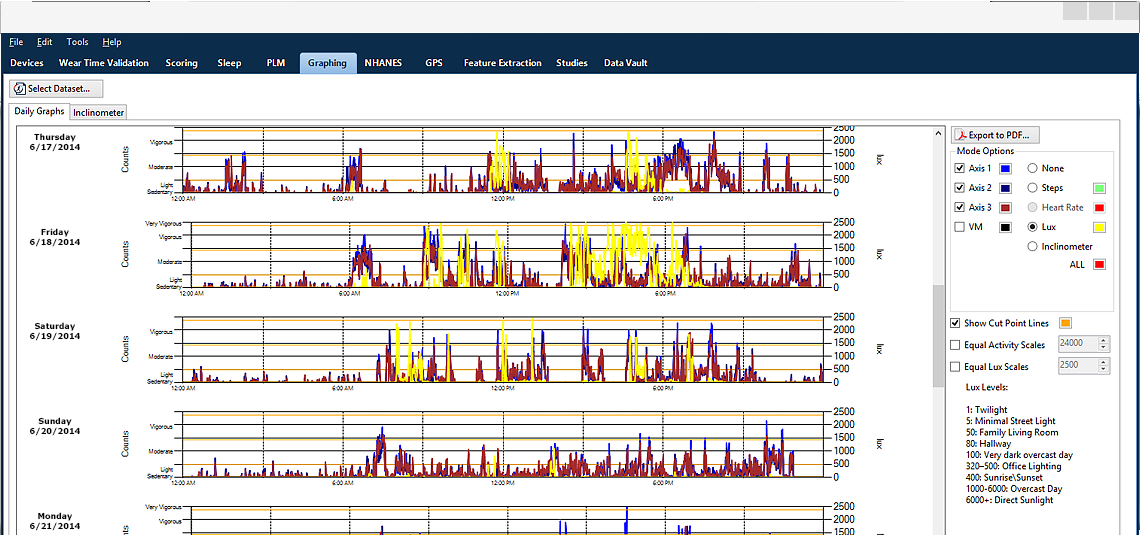 File Edit Tools Help
Devices Wear Time Validation Scoring Sleep PLM Graphing NHANES GPS Feature Extraction Studies Data Vault
Select Dataset...
Daily Graphs Inclinometer
Thursday
6/17/2014
Counts
Vigorous
Moderate
Light
Sedentary
12:00 AM 6:00 AM 12:00 PM 6:00 PM
2500
2000
1500
1000
500
0
lux
Friday
6/18/2014
Counts
Very Vigorous
Vigorous
Moderate
Light
Sedentary
12:00 AM 6:00 AM 12:00 PM 6:00 PM
2500
2000
1500
1000
500
0
lux
Saturday
6/19/2014
Counts
Vigorous
Moderate
Light
Sedentary
12:00 AM 6:00 AM 12:00 PM 6:00 PM
2500
2000
1500
1000
500
0
lux
Sunday
6/20/2014
Counts
Vigorous
Moderate
Light
Sedentary
12:00 AM 6:00 AM 12:00 PM 6:00 PM
2500
2000
1500
1000
500
0
lux
Monday
6/21/2014
Counts
Very Vigorous
Vigorous
2500
2000
1500
lux
Export to PDF...
Mode Options
Axis 1 None
Axis 2 Steps
Axis 3 Heart Rate
VM Lux
Inclinometer
ALL
Show Cut Point Lines
Equal Activity Scales 24000
Equal Lux Scales 2500
Lux Levels:
1: Twilight
5: Minimal Street Light
50: Family Living Room
80: Hallway
100: Very dark overcast day
320–500: Office Lighting
400: Sunrise\Sunset
1000-6000: Overcast Day
6000+: Direct Sunlight